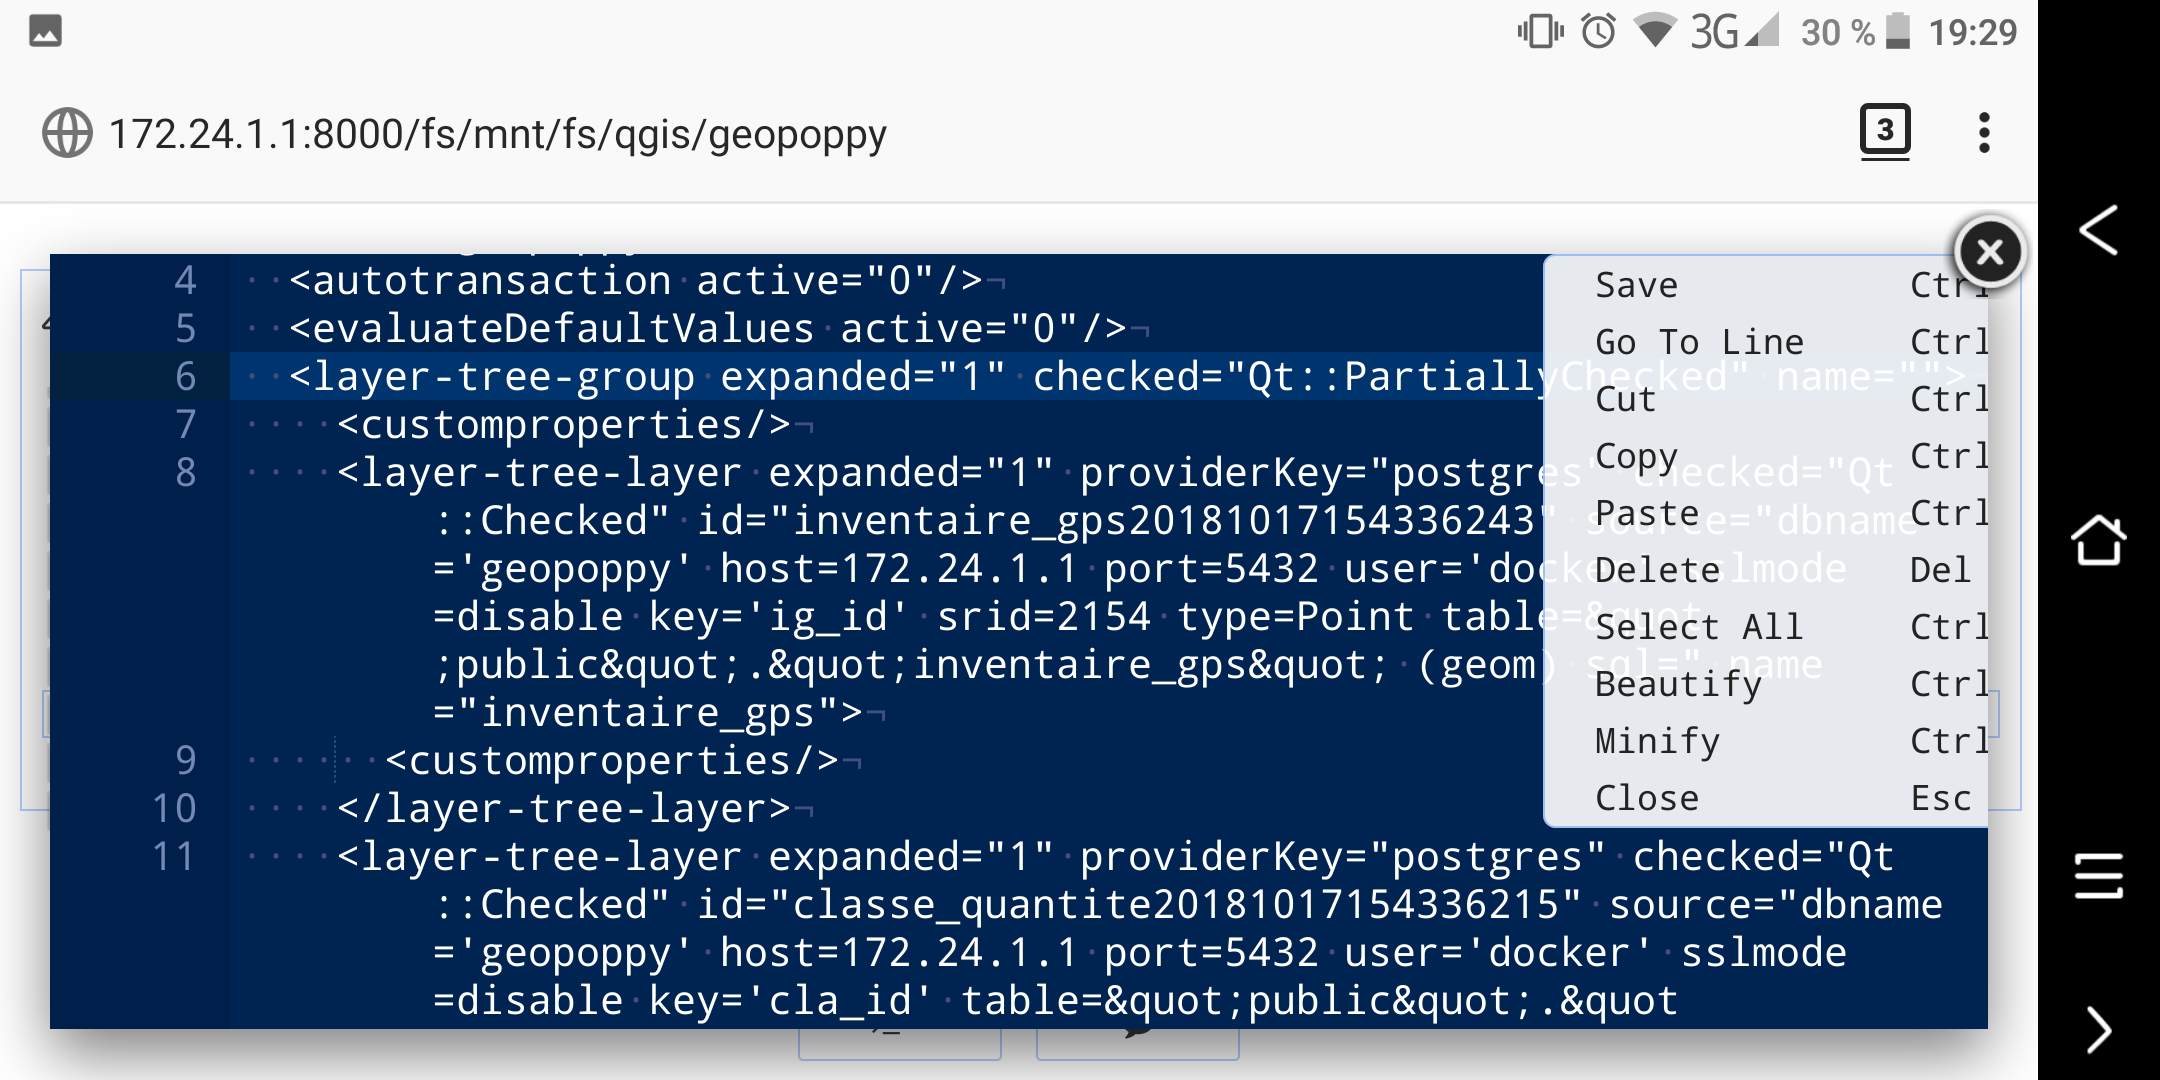 3G 30 % 19:29
172.24.1.1:8000/fs/mnt/fs/qgis/geopoppy
3
4 <autotransaction active="0"/>¬
5 <evaluateDefaultValues active="0"/>¬
6 <layer-tree-group expanded="1" checked="Qt::PartiallyChecked" name="">
7 <customproperties/>¬
8 <layer-tree-layer expanded="1" providerKey="postgres" checked="Qt
::Checked" id="inventaire_gps20181017154336243" source="dbname
='geopoppy' host=172.24.1.1 port=5432 user='docker' sslmode
=disable key='ig_id' srid=2154 type=Point table=&quot
;public&quot;.&quot;inventaire_gps&quot; (geom) sql=" name
="inventaire_gps">¬
9 <customproperties/>¬
10 </layer-tree-layer>¬
11 <layer-tree-layer expanded="1" providerKey="postgres" checked="Qt
::Checked" id="classe_quantite20181017154336215" source="dbname
='geopoppy' host=172.24.1.1 port=5432 user='docker' sslmode
=disable key='cla_id' table=&quot;public&quot;.&quot
Save Ctrl
Go To Line Ctrl
Cut Ctrl
Copy Ctrl
Paste Ctrl
Delete Del
Select All Ctrl
Beautify Ctrl
Minify Ctrl
Close Esc